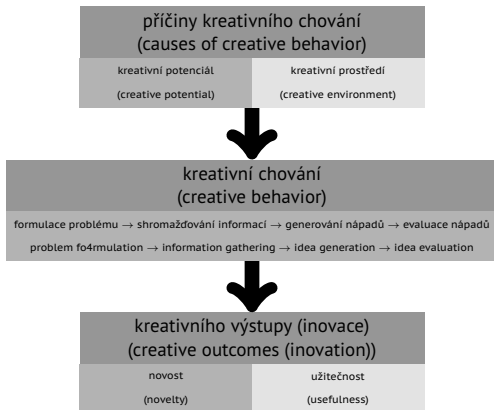 příčiny kreativního chování
(causes of creative behavior)
kreativní potenciál
(creative potential)
kreativní prostředí
(creative environment)
kreativní chování
(creative behavior)
formulace problému → shromažďování informací → generování nápadů → evaluace nápadů
problem fo4rmulation → information gathering → idea generation → idea evaluation
kreativního výstupy (inovace)
(creative outcomes (inovation))
novost
(novelty)
užitečnost
(usefulness)